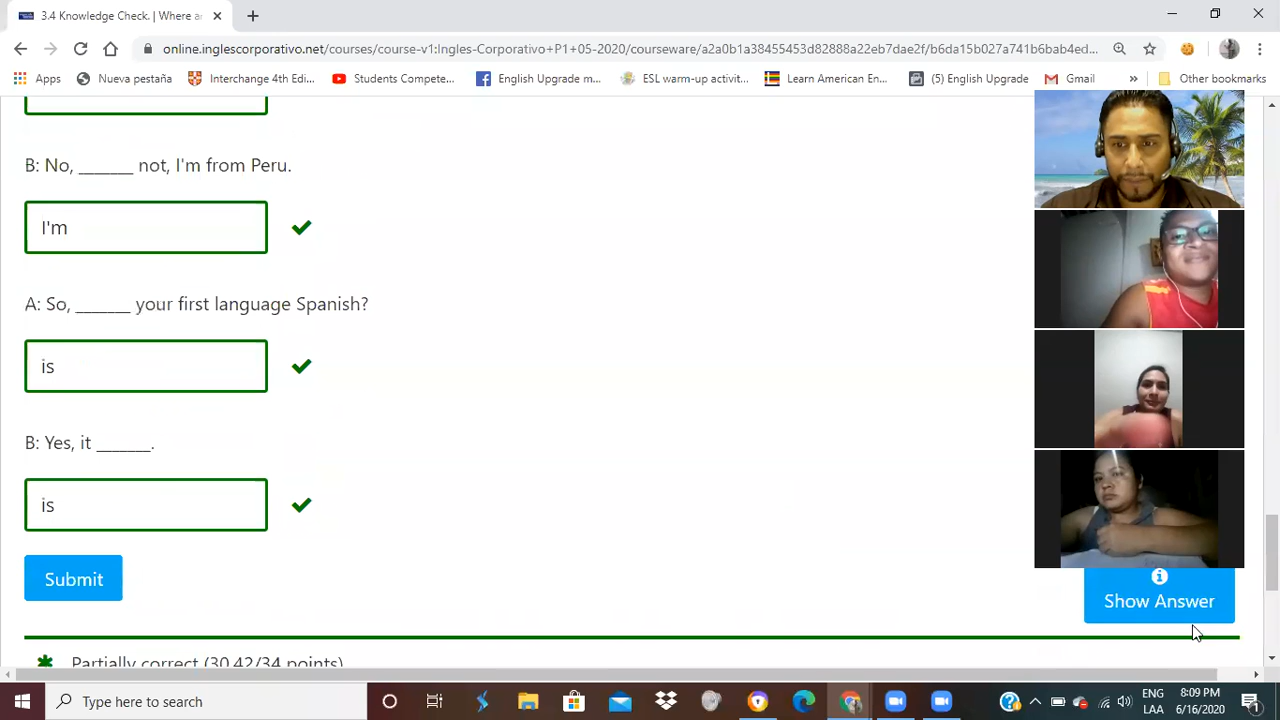 3.4 Knowledge Check. | Where a
online.inglescorporativo.net/courses/course-v1:Ingles-Corporativo+P1+05-2020/courseware/a2a0b1a38455453d82888a22eb7dae2f/b6da15b027a741b6bab4ed...
Apps Nueva pestaña Interchange 4th Edi... Students Compete... English Upgrade m... ESL warm-up activit... Learn American En... (5) English Upgrade Gmail » Other bookmarks
B: No, _______ not, I'm from Peru.
I'm
A: So, _______ your first language Spanish?
is
B: Yes, it _______.
is
Submit
Show Answer
Partially correct (30.42/34 points)
Type here to search
ENG 8:09 PM
LAA 6/16/2020